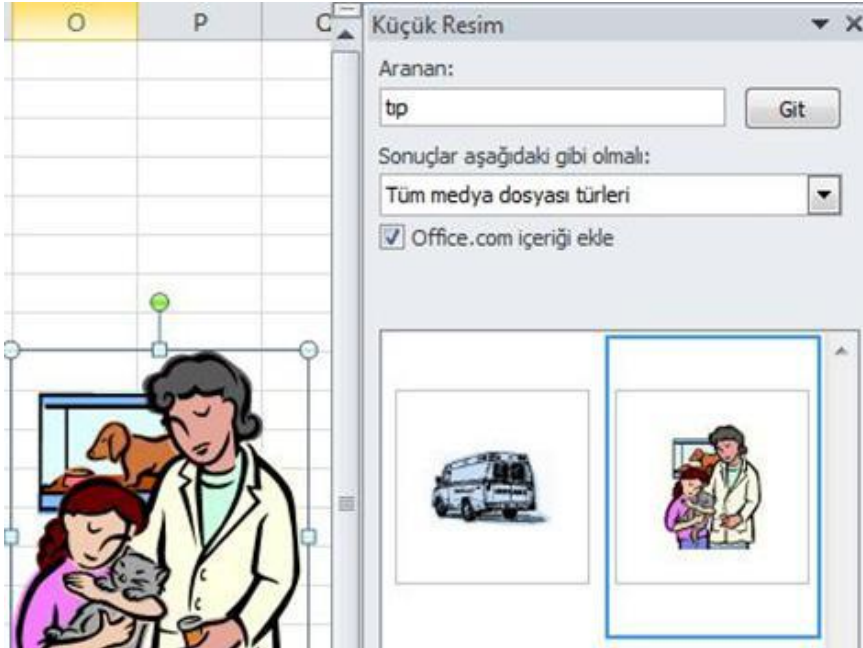 O P
Küçük Resim
Aranan:
tıp
Git
Sonuçlar aşağıdaki gibi olmalı:
Tüm medya dosyası türleri
Office.com içeriği ekle